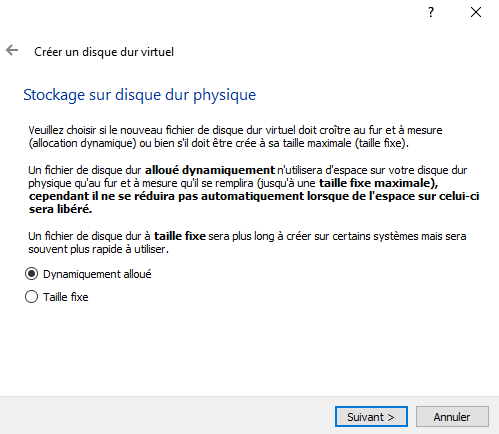 ?
Créer un disque dur virtuel
Stockage sur disque dur physique
Veuillez choisir si le nouveau fichier de disque dur virtuel doit croître au fur et à mesure
(allocation dynamique) ou bien s'il doit être crée à sa taille maximale (taille fixe).
Un fichier de disque dur alloué dynamiquement n'utilisera d'espace sur votre disque dur
physique qu'au fur et à mesure qu'il se remplira (jusqu'à une taille fixe maximale),
cependant il ne se réduira pas automatiquement lorsque de l'espace sur celui-ci
sera libéré.
Un fichier de disque dur à taille fixe sera plus long à créer sur certains systèmes mais sera
souvent plus rapide à utiliser.
Dynamiquement alloué
Taille fixe
Suivant > Annuler